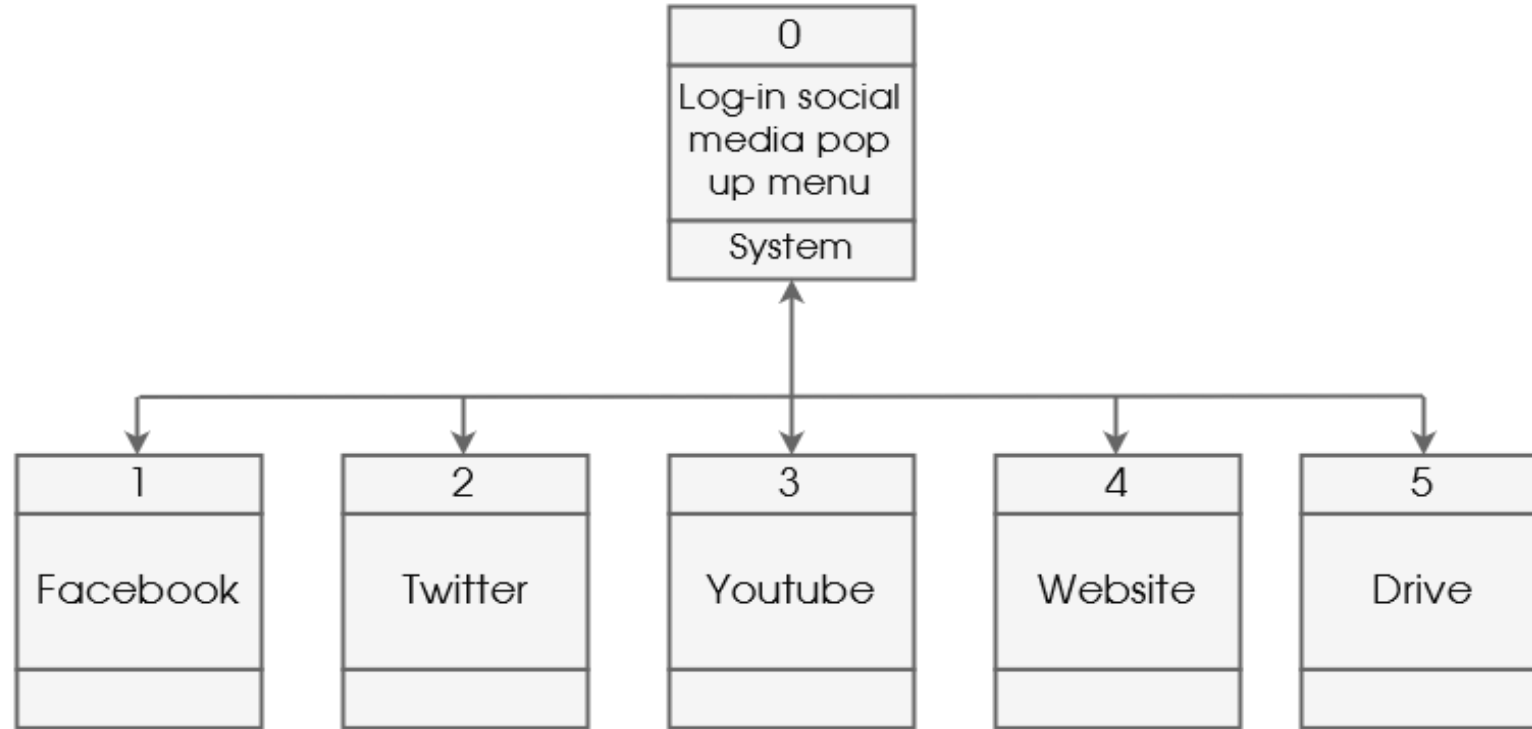 0
Log-in social
media pop
up menu
System
1
2
3
4
5
Facebook
Twitter
Youtube
Website
Drive